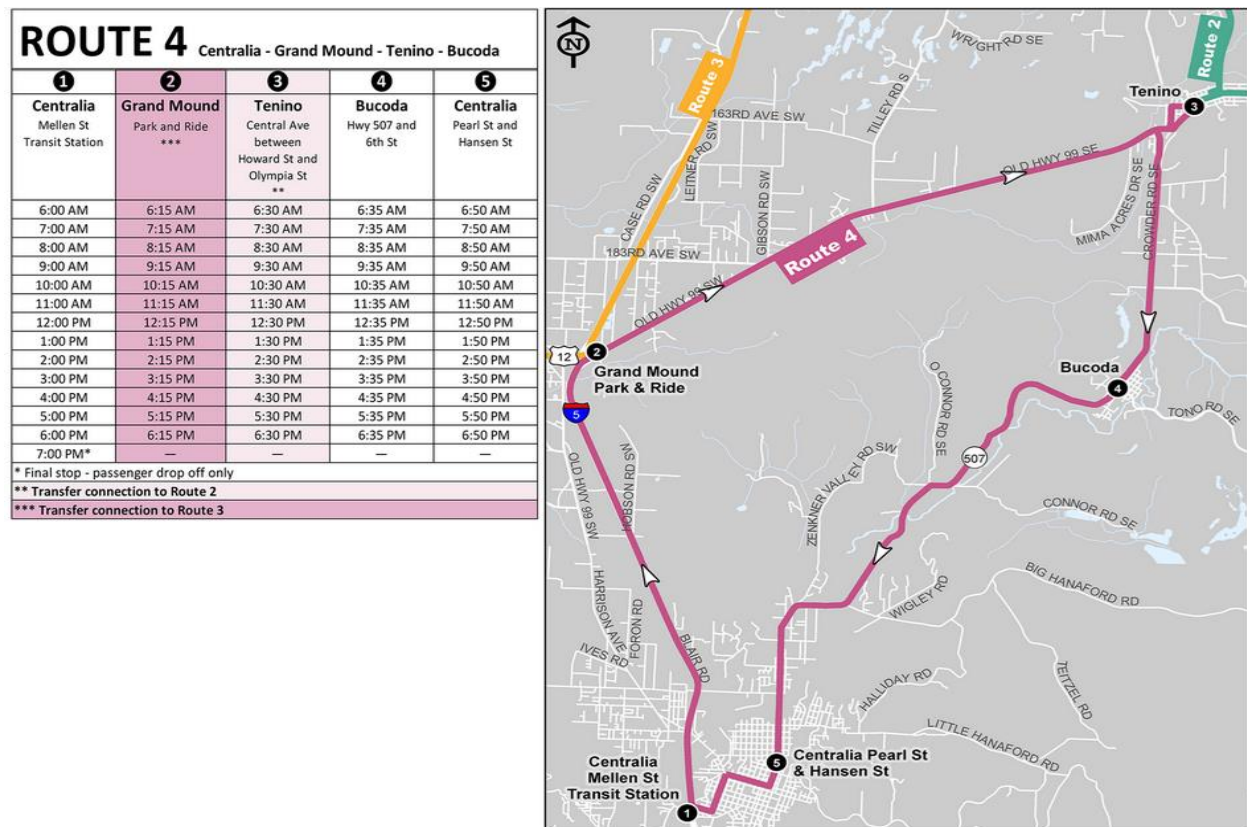 ROUTE 4 Centralia - Grand Mound - Tenino - Bucoda
1 2 3 4 5
Centralia Grand Mound Tenino Bucoda Centralia
Mellen St Park and Ride Central Ave Hwy 507 and Pearl St and
Transit Station *** between 6th St Hansen St
Howard St and
Olympia St
**
6:00 AM 6:15 AM 6:30 AM 6:35 AM 6:50 AM
7:00 AM 7:15 AM 7:30 AM 7:35 AM 7:50 AM
8:00 AM 8:15 AM 8:30 AM 8:35 AM 8:50 AM
9:00 AM 9:15 AM 9:30 AM 9:35 AM 9:50 AM
10:00 AM 10:15 AM 10:30 AM 10:35 AM 10:50 AM
11:00 AM 11:15 AM 11:30 AM 11:35 AM 11:50 AM
12:00 PM 12:15 PM 12:30 PM 12:35 PM 12:50 PM
1:00 PM 1:15 PM 1:30 PM 1:35 PM 1:50 PM
2:00 PM 2:15 PM 2:30 PM 2:35 PM 2:50 PM
3:00 PM 3:15 PM 3:30 PM 3:35 PM 3:50 PM
4:00 PM 4:15 PM 4:30 PM 4:35 PM 4:50 PM
5:00 PM 5:15 PM 5:30 PM 5:35 PM 5:50 PM
6:00 PM 6:15 PM 6:30 PM 6:35 PM 6:50 PM
7:00 PM* — — — —
* Final stop - passenger drop off only
** Transfer connection to Route 2
*** Transfer connection to Route 3
N
WRIGHT RD SE
Route 2
Route 3
TILLEY RD S
Tenino
3
163RD AVE SW
LEITNER RD SW
CASE RD SW
GIBSON RD SW
OLD HWY 99 SE
MIMA ACRES DR SE
CROWDER RD SE
183RD AVE SW
Route 4
OLD HWY 99 SW
12
2
Grand Mound
Park & Ride
Bucoda
4
O CONNOR RD SE
TONO RD SE
5
HOBSON RD SW
OLD HWY 99 SW
ZENKNER VALLEY RD SW
507
CONNOR RD SE
BIG HANAFORD RD
WIGLEY RD
HARRISON AVE
FORON RD
IVES RD
BLAIR RD
HALLIDAY RD
TEITZEL RD
LITTLE HANAFORD RD
Centralia
Mellen St
Transit Station
1
5
Centralia Pearl St
& Hansen St